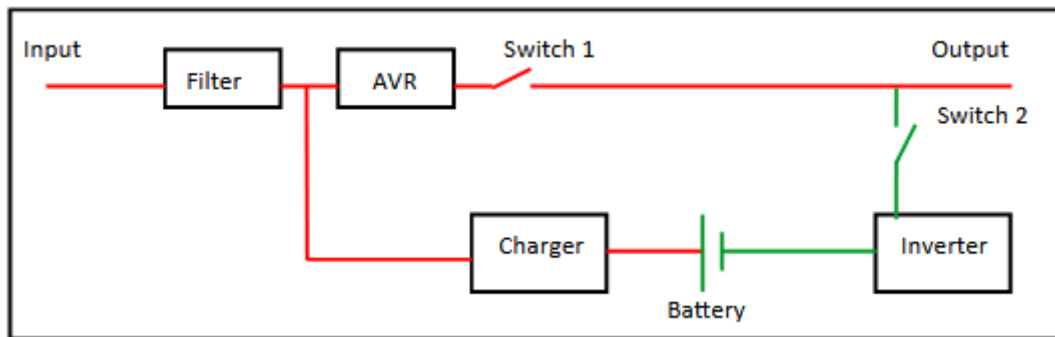 Input
Filter
AVR
Switch 1
Output
Switch 2
Charger
Battery
Inverter